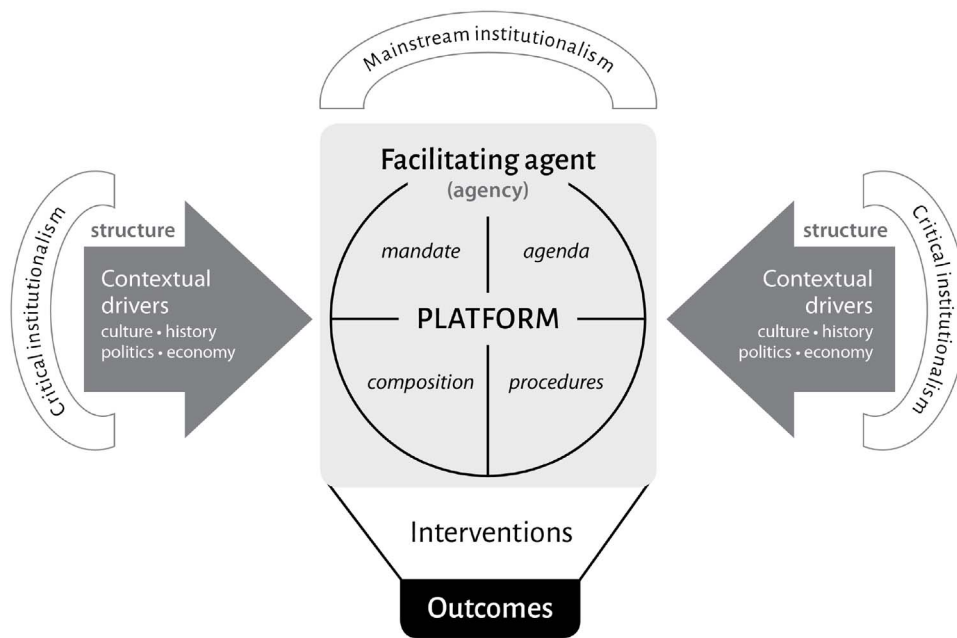 Mainstream institutionalism
Critical institutionalism
structure
Contextual
drivers
culture • history
politics • economy
Facilitating agent
(agency)
mandate
agenda
PLATFORM
composition
procedures
structure
Contextual
drivers
culture • history
politics • economy
Critical institutionalism
Interventions
Outcomes